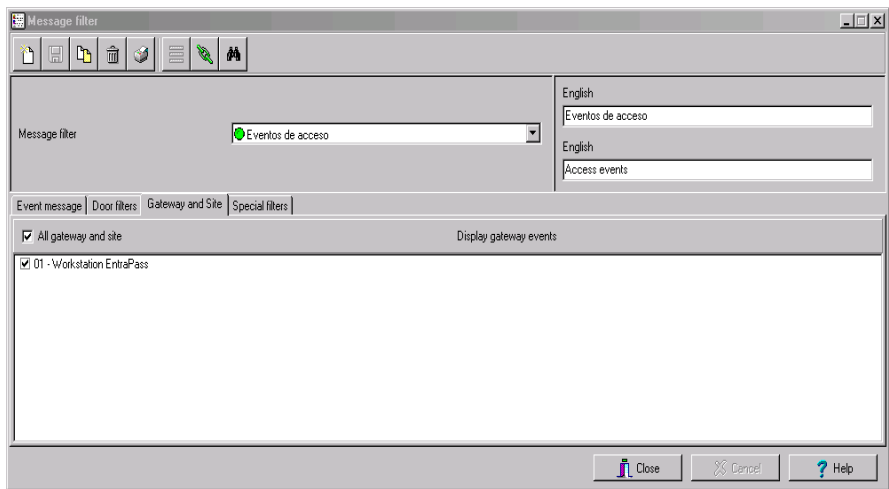 Message filter
English
Eventos de acceso
Message filter
Eventos de acceso
English
Access events
Event message Door filters Gateway and Site Special filters
All gateway and site Display gateway events
01 - Workstation EntraPass
Close Cancel Help